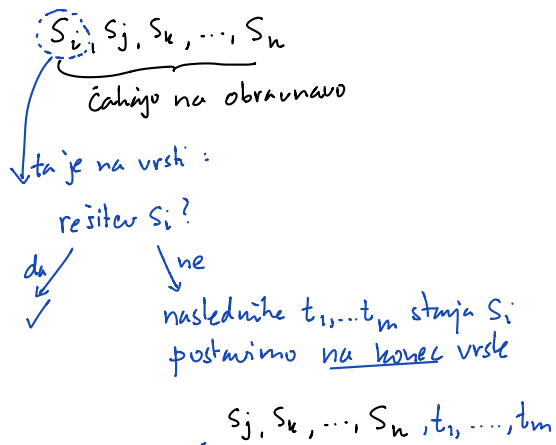 Si, Sj, Sk, ..., Sn
čakajo na obravnavo
ta je na vrsti :
rešitev Si?
da
ne
naslednike t1,...tm stanja Si
postavimo na konec vrste
Sj, Sk, ..., Sn, t1, ...., tm